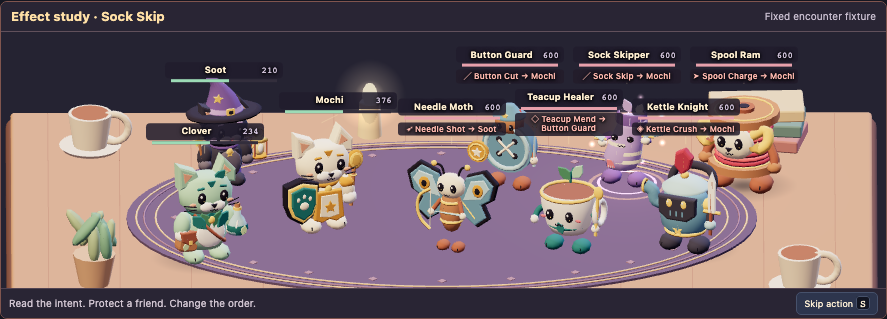 Effect study · Sock Skip
Fixed encounter fixture
Button Guard 600
Button Cut → Mochi
Sock Skipper 600
Sock Skip → Mochi
Spool Ram 600
Spool Charge → Mochi
Soot 210
Mochi 376
Needle Moth 600
Needle Shot → Soot
Teacup Healer 600
Teacup Mend →
Button Guard
Kettle Knight 600
Kettle Crush → Mochi
Clover 234
Read the intent. Protect a friend. Change the order.
Skip action S